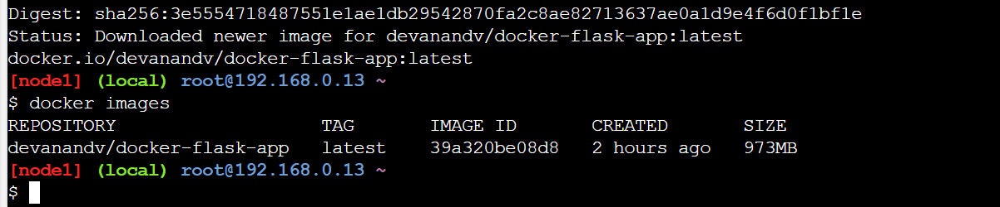 Digest: sha256:3e5554718487551e1ae1db29542870fa2c8ae82713637ae0a1d9e4f6d0f1bf1e
Status: Downloaded newer image for devanandv/docker-flask-app:latest
docker.io/devanandv/docker-flask-app:latest
[node1] (local) root@192.168.0.13 ~
$ docker images
REPOSITORY                   TAG       IMAGE ID       CREATED       SIZE
devanandv/docker-flask-app   latest    39a320be08d8   2 hours ago   973MB
[node1] (local) root@192.168.0.13 ~
$